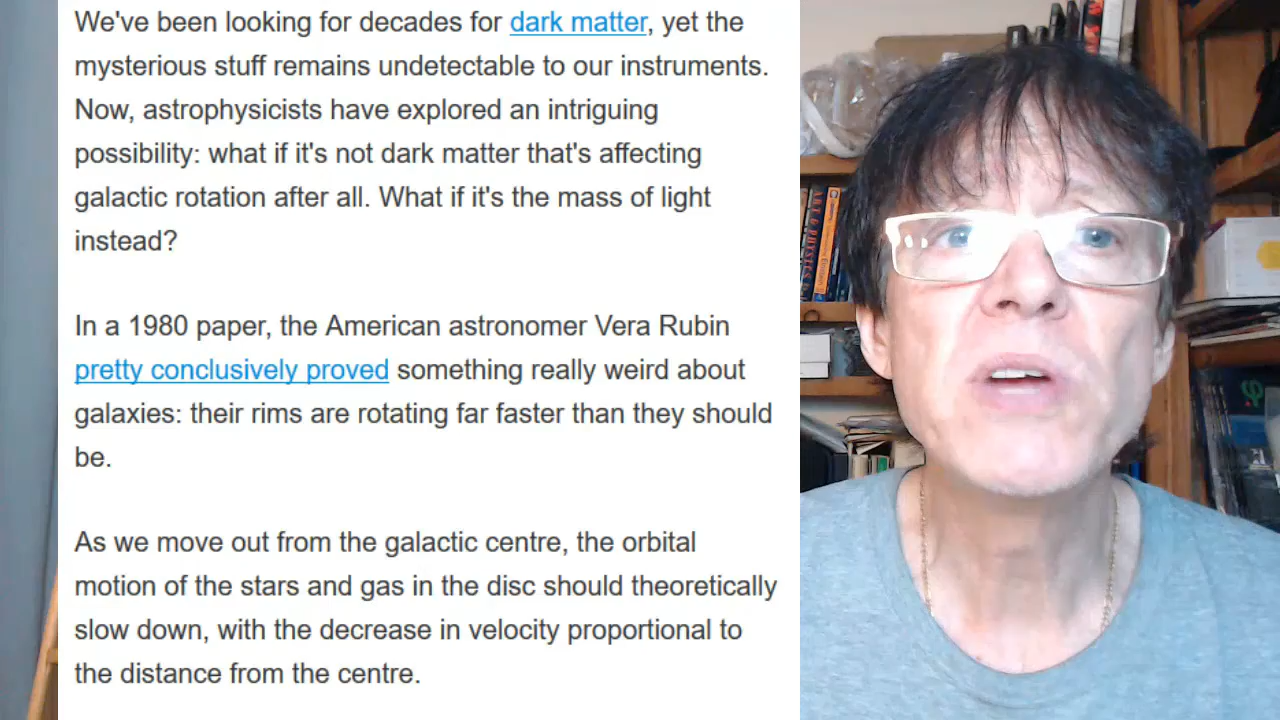 We've been looking for decades for dark matter, yet the
mysterious stuff remains undetectable to our instruments.
Now, astrophysicists have explored an intriguing
possibility: what if it's not dark matter that's affecting
galactic rotation after all. What if it's the mass of light
instead?
In a 1980 paper, the American astronomer Vera Rubin
pretty conclusively proved something really weird about
galaxies: their rims are rotating far faster than they should
be.
As we move out from the galactic centre, the orbital
motion of the stars and gas in the disc should theoretically
slow down, with the decrease in velocity proportional to
the distance from the centre.
ART & PHYSICS